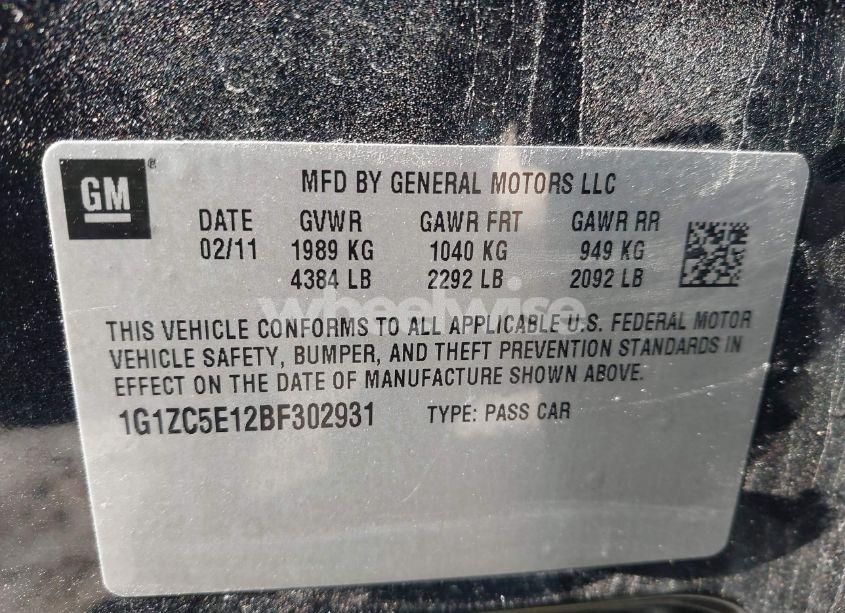 GM
®
MFD BY GENERAL MOTORS LLC
DATE GVWR GAWR FRT GAWR RR
02/11 1989 KG 1040 KG 949 KG
4384 LB 2292 LB 2092 LB
wheelwise
THIS VEHICLE CONFORMS TO ALL APPLICABLE U.S. FEDERAL MOTOR
VEHICLE SAFETY, BUMPER, AND THEFT PREVENTION STANDARDS IN
EFFECT ON THE DATE OF MANUFACTURE SHOWN ABOVE.
1G1ZC5E12BF302931 TYPE: PASS CAR